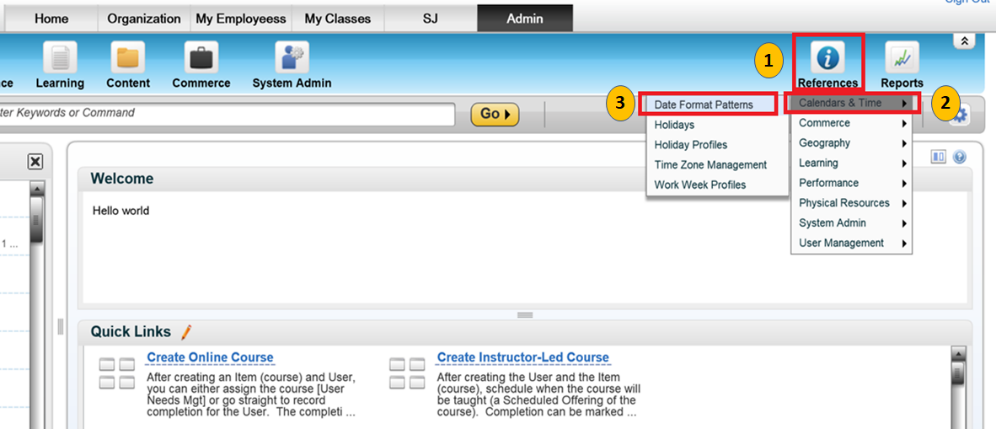 Sign Out
Home Organization My Employeess My Classes SJ Admin
1
ce Learning Content Commerce System Admin References Reports
ter Keywords or Command Go
3 Date Format Patterns Calendars & Time 2
Holidays Commerce
Holiday Profiles Geography
Time Zone Management Learning
Work Week Profiles Performance
Physical Resources
System Admin
User Management
Welcome
Hello world
1 ...
Quick Links
Create Online Course
After creating an Item (course) and User,
you can either assign the course [User
Needs Mgt] or go straight to record
completion for the User. The completi ...
Create Instructor-Led Course
After creating the User and the Item
(course), schedule when the course will
be taught (a Scheduled Offering of the
course). Completion can be marked ...